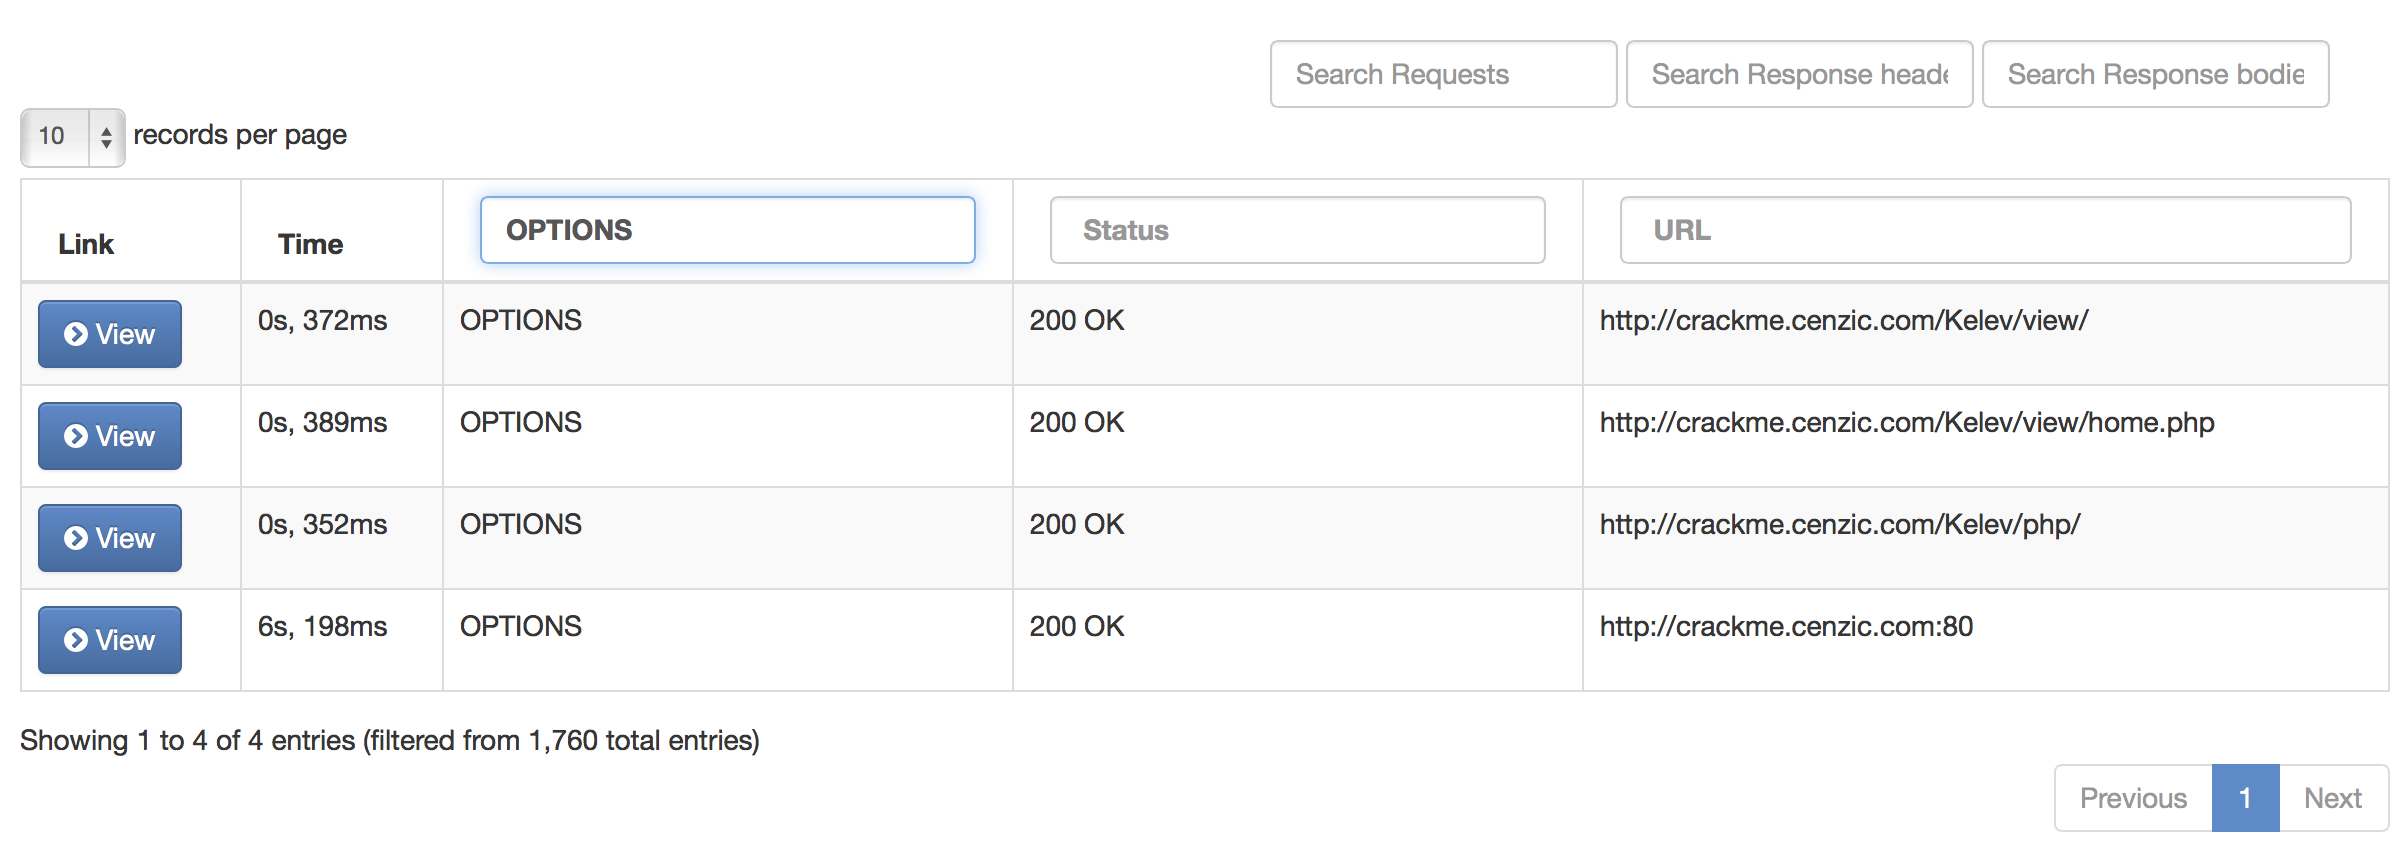 Search Requests Search Response heade Search Response bodie
10 records per page
Link Time OPTIONS Status URL
View 0s, 372ms OPTIONS 200 OK http://crackme.cenzic.com/Kelev/view/
View 0s, 389ms OPTIONS 200 OK http://crackme.cenzic.com/Kelev/view/home.php
View 0s, 352ms OPTIONS 200 OK http://crackme.cenzic.com/Kelev/php/
View 6s, 198ms OPTIONS 200 OK http://crackme.cenzic.com:80
Showing 1 to 4 of 4 entries (filtered from 1,760 total entries)
Previous 1 Next